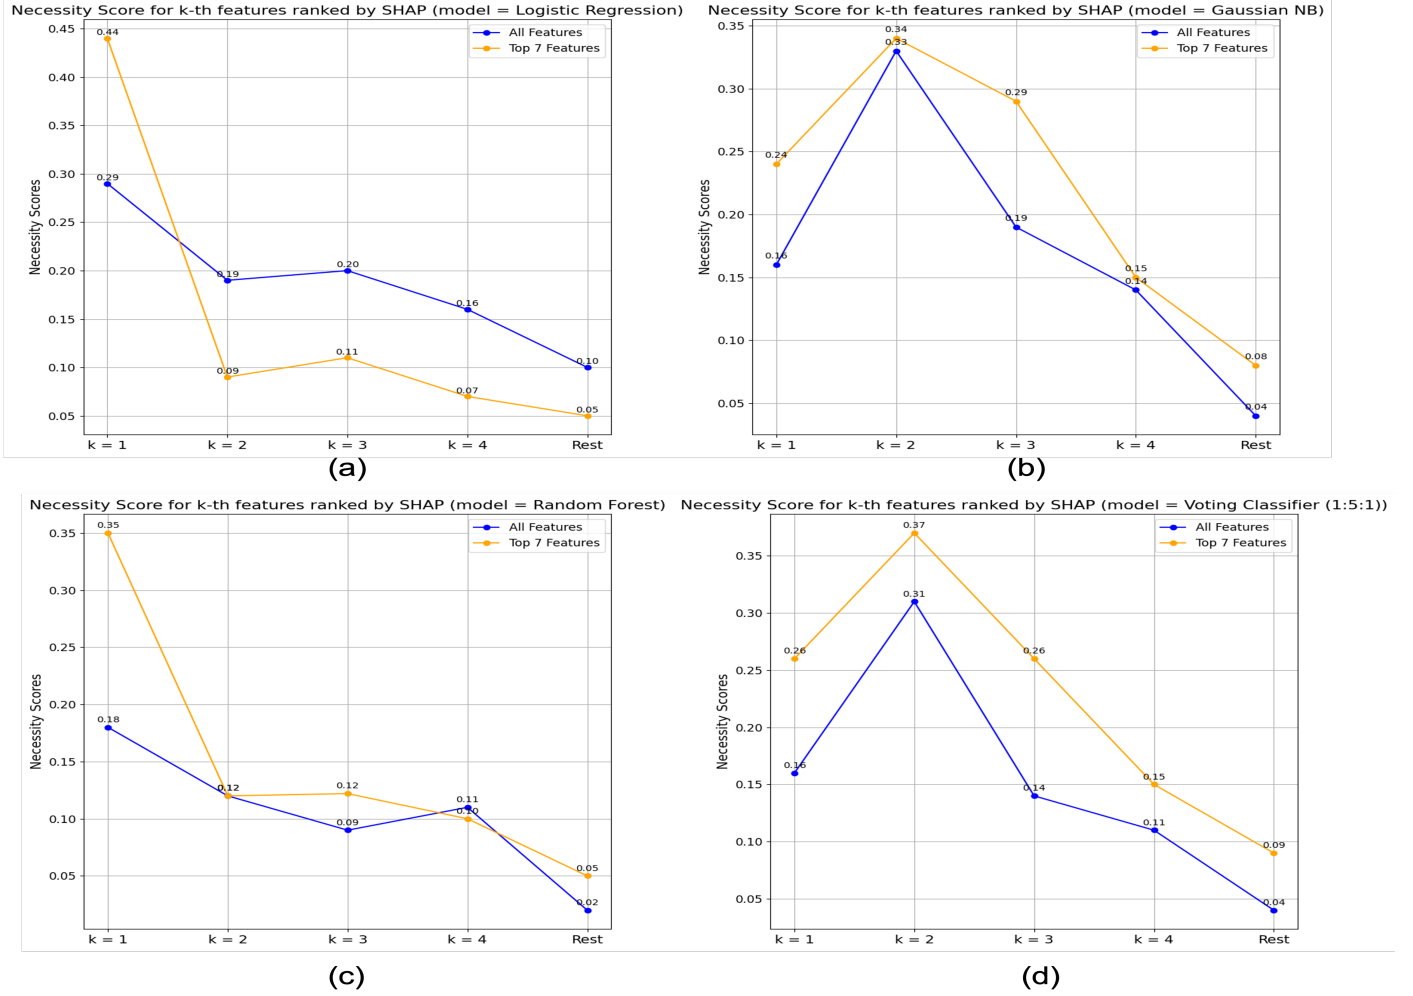 Necessity Score for k-th features ranked by SHAP (model = Logistic Regression)
All Features
Top 7 Features
Necessity Scores
0.45
0.40
0.35
0.30
0.25
0.20
0.15
0.10
0.05
0.44
0.29
0.19
0.09
0.20
0.11
0.16
0.07
0.10
0.05
k = 1
k = 2
k = 3
k = 4
Rest
(a)
Necessity Score for k-th features ranked by SHAP (model = Gaussian NB)
All Features
Top 7 Features
Necessity Scores
0.35
0.30
0.25
0.20
0.15
0.10
0.05
0.24
0.16
0.34
0.33
0.29
0.19
0.15
0.14
0.08
0.04
k = 1
k = 2
k = 3
k = 4
Rest
(b)
Necessity Score for k-th features ranked by SHAP (model = Random Forest)
All Features
Top 7 Features
Necessity Scores
0.35
0.30
0.25
0.20
0.15
0.10
0.05
0.35
0.18
0.12
0.12
0.12
0.09
0.11
0.10
0.05
0.02
k = 1
k = 2
k = 3
k = 4
Rest
(c)
Necessity Score for k-th features ranked by SHAP (model = Voting Classifier (1:5:1))
All Features
Top 7 Features
Necessity Scores
0.35
0.30
0.25
0.20
0.15
0.10
0.05
0.26
0.16
0.37
0.31
0.26
0.14
0.15
0.11
0.09
0.04
k = 1
k = 2
k = 3
k = 4
Rest
(d)